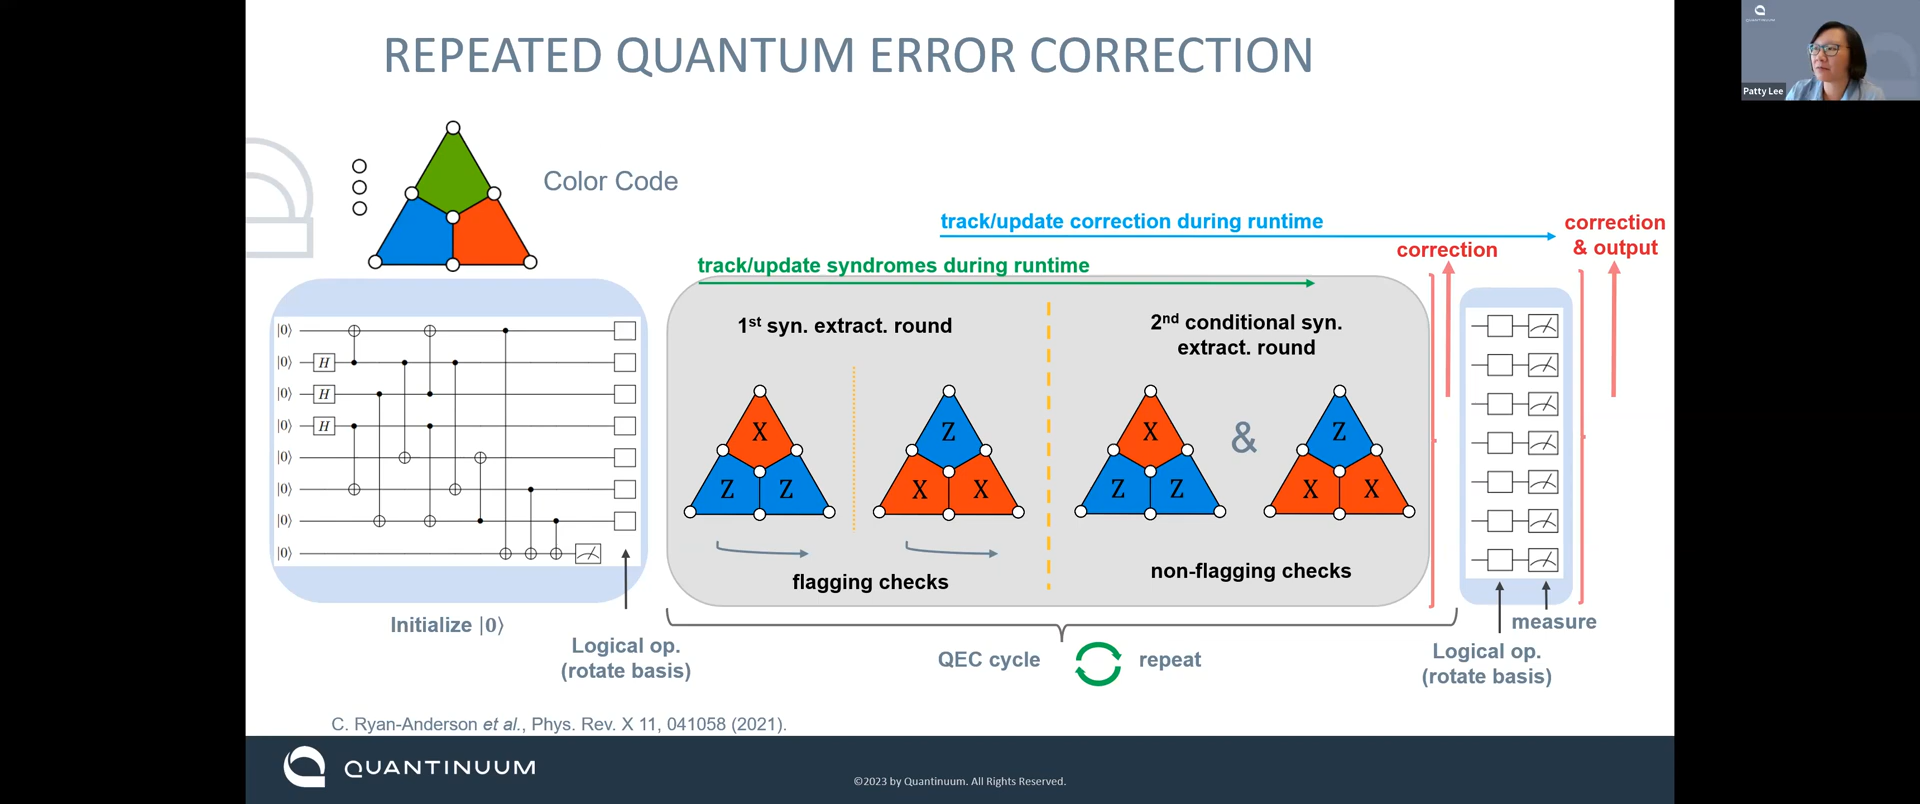 REPEATED QUANTUM ERROR CORRECTION
QUANTINUUM
Patty Lee
Color Code
track/update correction during runtime
correction
& output
correction
track/update syndromes during runtime
1st syn. extract. round
2nd conditional syn.
extract. round
|0⟩
|0⟩ H
|0⟩ H
|0⟩ H
|0⟩
|0⟩
|0⟩
|0⟩
X
Z Z
Z
X X
X
Z Z
&
Z
X X
flagging checks
non-flagging checks
Initialize |0⟩
Logical op.
(rotate basis)
QEC cycle
repeat
measure
Logical op.
(rotate basis)
C. Ryan-Anderson et al., Phys. Rev. X 11, 041058 (2021).
QUANTINUUM
©2023 by Quantinuum. All Rights Reserved.